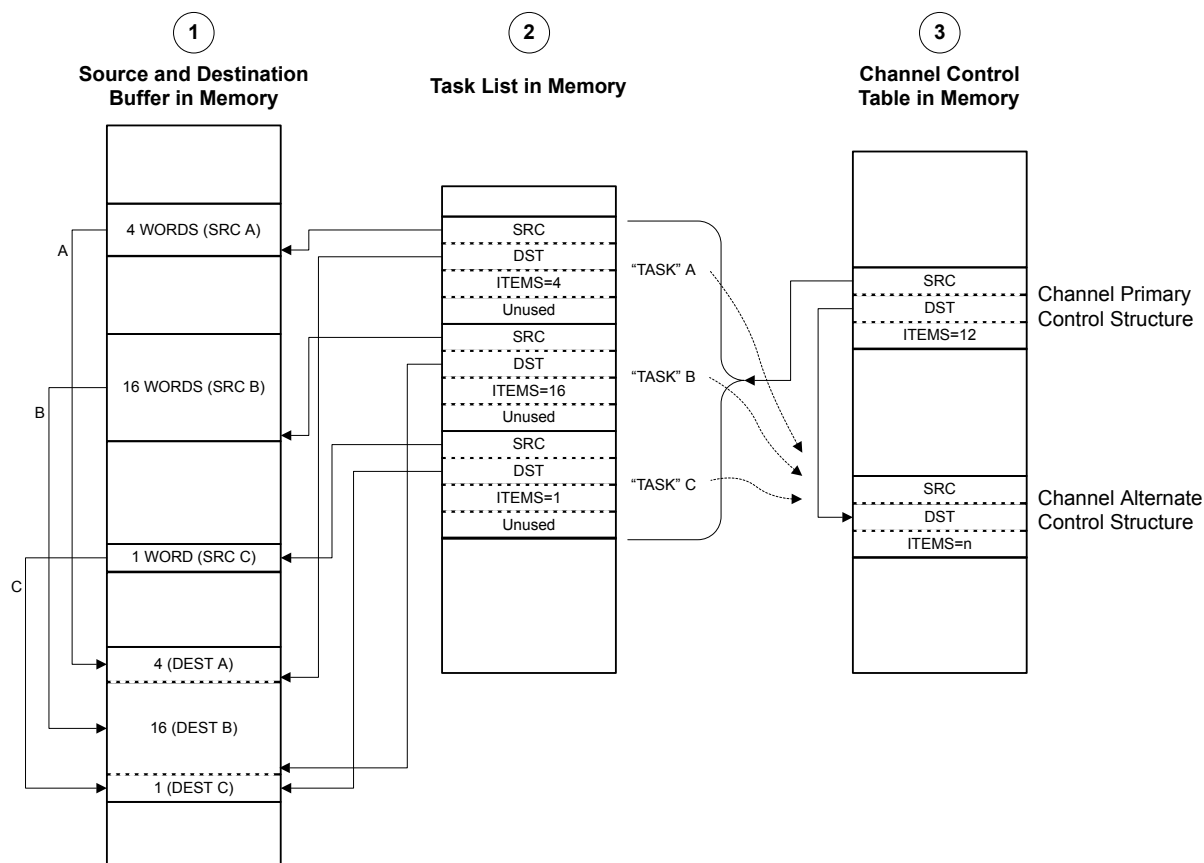 1
Source and Destination
Buffer in Memory
4 WORDS (SRC A)
A
16 WORDS (SRC B)
B
1 WORD (SRC C)
C
4 (DEST A)
16 (DEST B)
1 (DEST C)
2
Task List in Memory
SRC
DST
ITEMS=4
Unused
SRC
DST
ITEMS=16
Unused
SRC
DST
ITEMS=1
Unused
“TASK” A
“TASK” B
“TASK” C
3
Channel Control
Table in Memory
SRC
DST
ITEMS=12
Channel Primary
Control Structure
SRC
DST
ITEMS=n
Channel Alternate
Control Structure